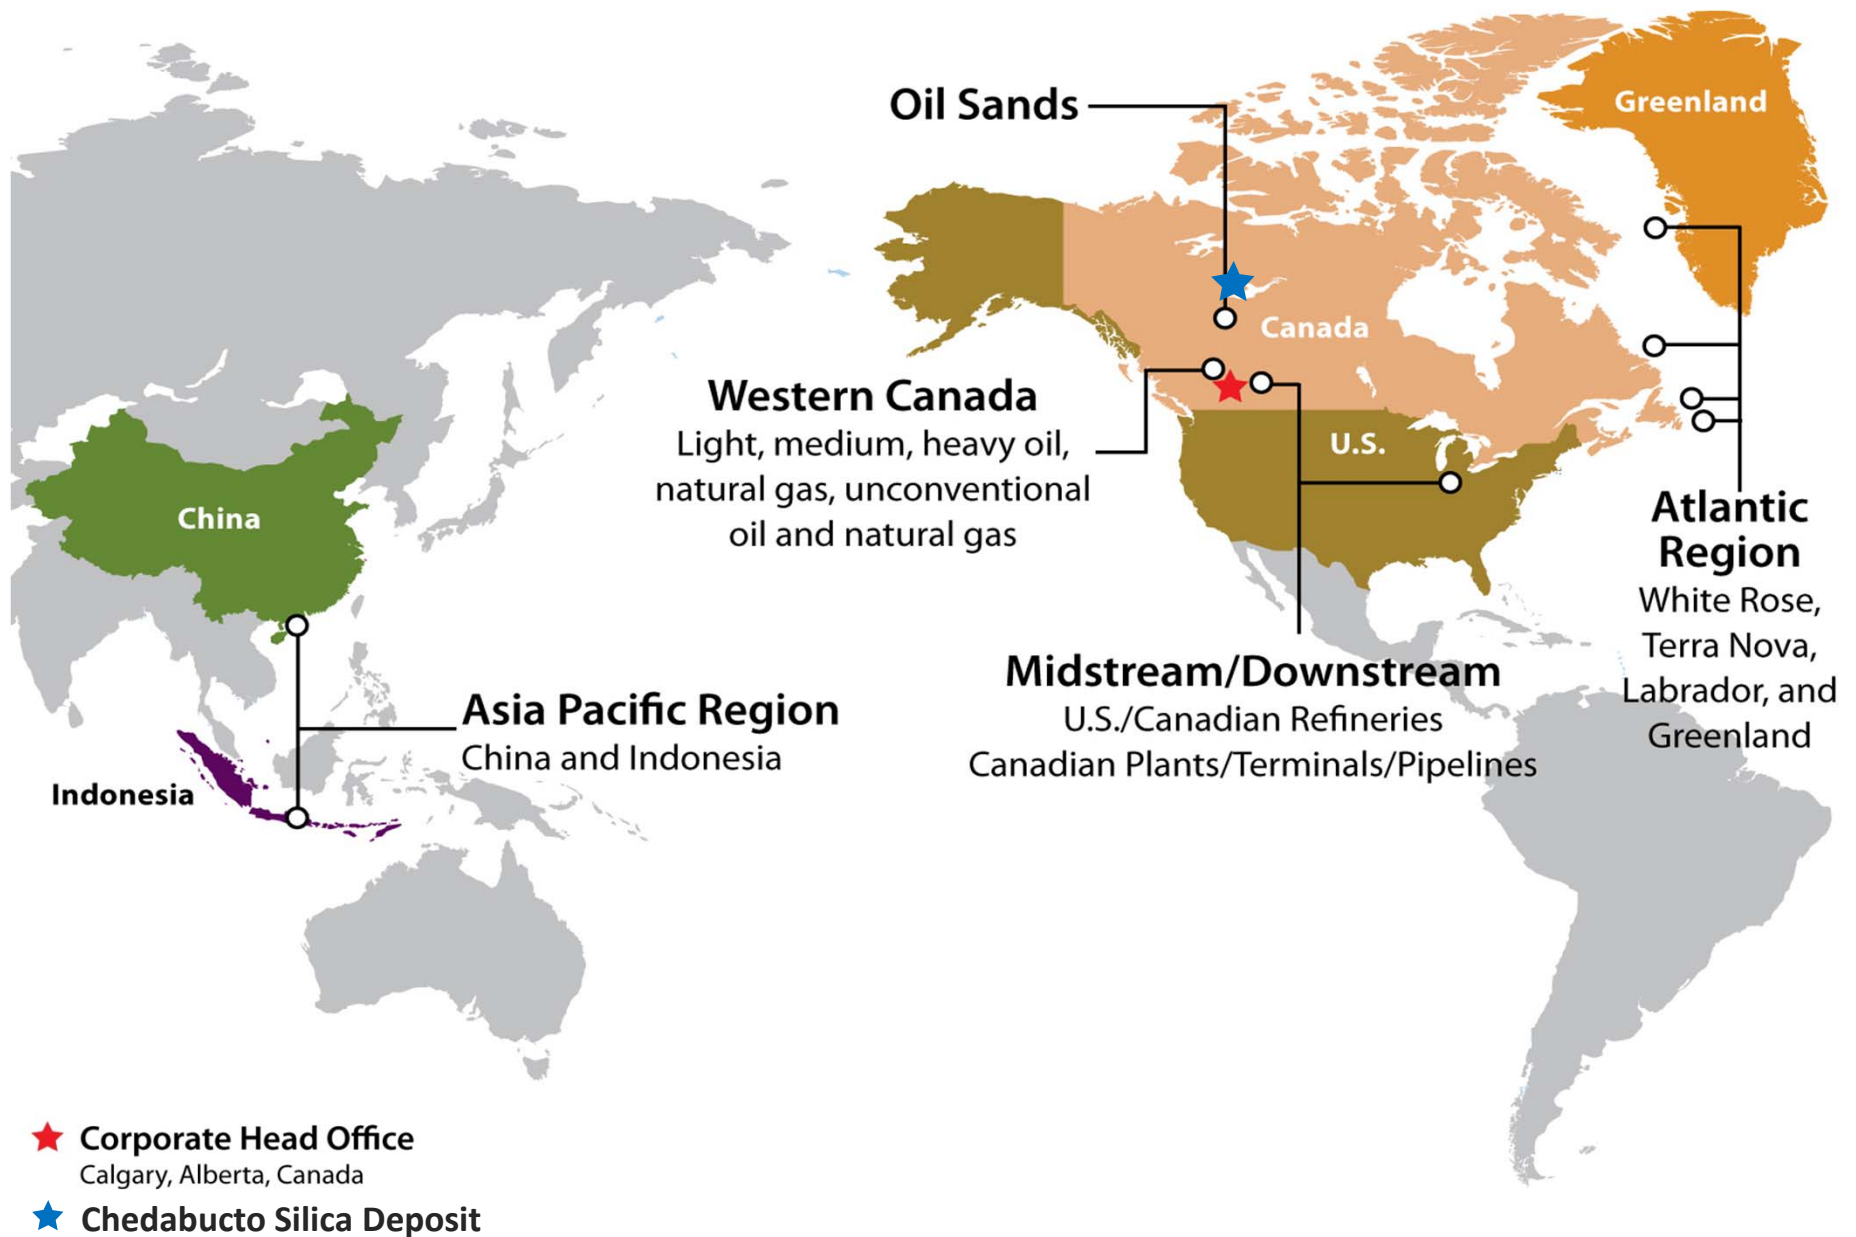 Oil Sands
Greenland
Canada
Western Canada
Light, medium, heavy oil,
natural gas, unconventional
oil and natural gas
U.S.
China
Atlantic
Region
White Rose,
Terra Nova,
Labrador, and
Greenland
Midstream/Downstream
U.S./Canadian Refineries
Canadian Plants/Terminals/Pipelines
Asia Pacific Region
China and Indonesia
Indonesia
Corporate Head Office
Calgary, Alberta, Canada
Chedabucto Silica Deposit